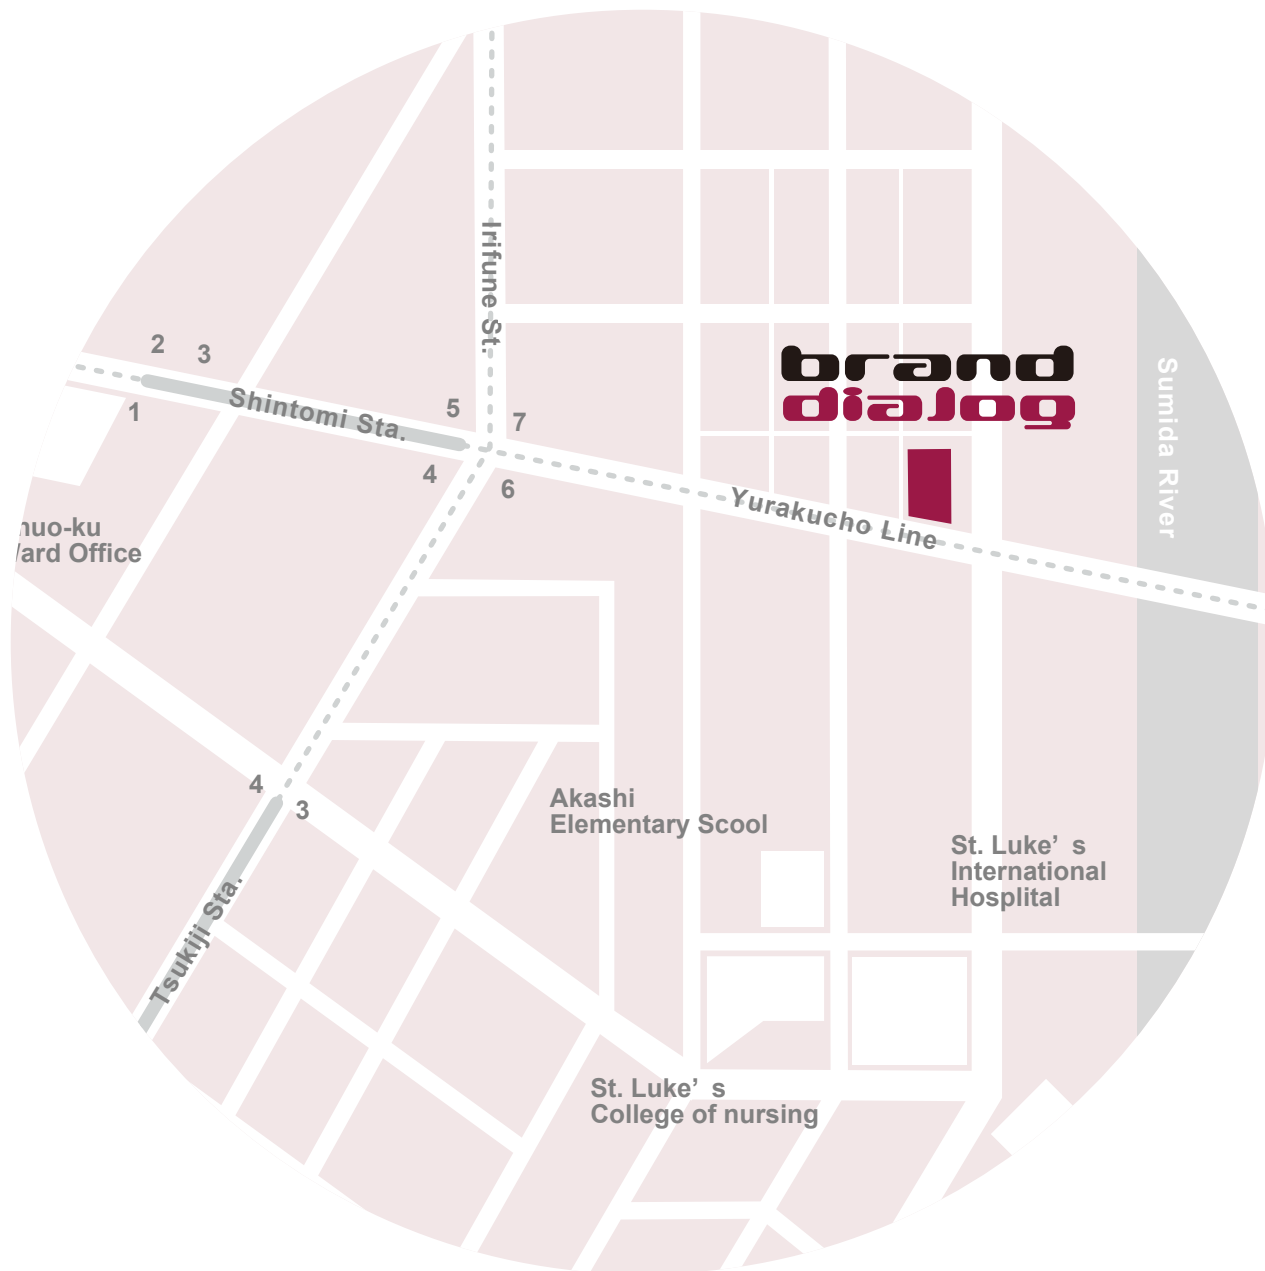 Irifune St.
brand
dialog
2
3
Sumida River
Shintomi Sta.
1
5
7
4
6
Yurakucho Line
huo-ku
ard Office
4
3
Akashi
Elementary Scool
St. Luke’ s
International
Hosplital
Tsukiji Sta.
St. Luke’ s
College of nursing